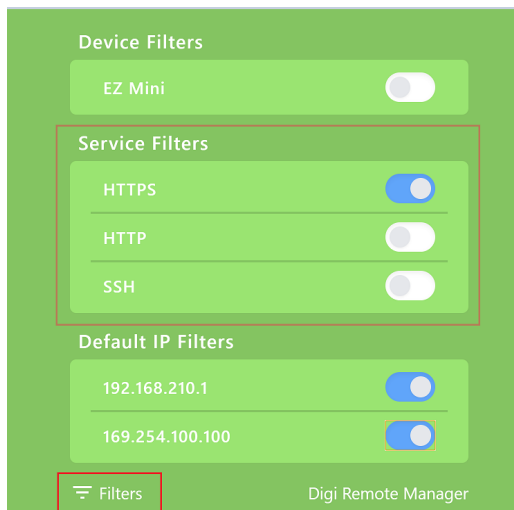 Device Filters
EZ Mini
Service Filters
HTTPS
HTTP
SSH
Default IP Filters
192.168.210.1
169.254.100.100
Filters Digi Remote Manager